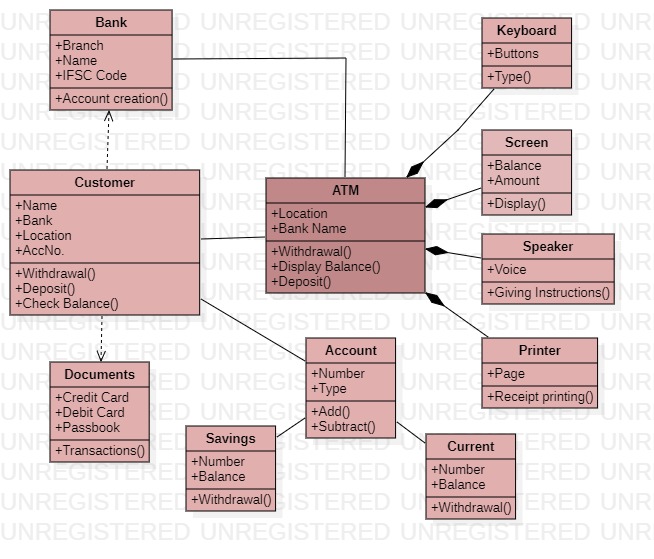 Bank
+Branch
+Name
+IFSC Code
+Account creation()
Keyboard
+Buttons
+Type()
Screen
+Balance
+Amount
+Display()
Customer
+Name
+Bank
+Location
+AccNo.
+Withdrawal()
+Deposit()
+Check Balance()
ATM
+Location
+Bank Name
+Withdrawal()
+Display Balance()
+Deposit()
Speaker
+Voice
+Giving Instructions()
Printer
+Page
+Receipt printing()
Account
+Number
+Type
+Add()
+Subtract()
Documents
+Credit Card
+Debit Card
+Passbook
+Transactions()
Savings
+Number
+Balance
+Withdrawal()
Current
+Number
+Balance
+Withdrawal()
UNREGISTERED UNREGISTERED UNREGISTERED UNR